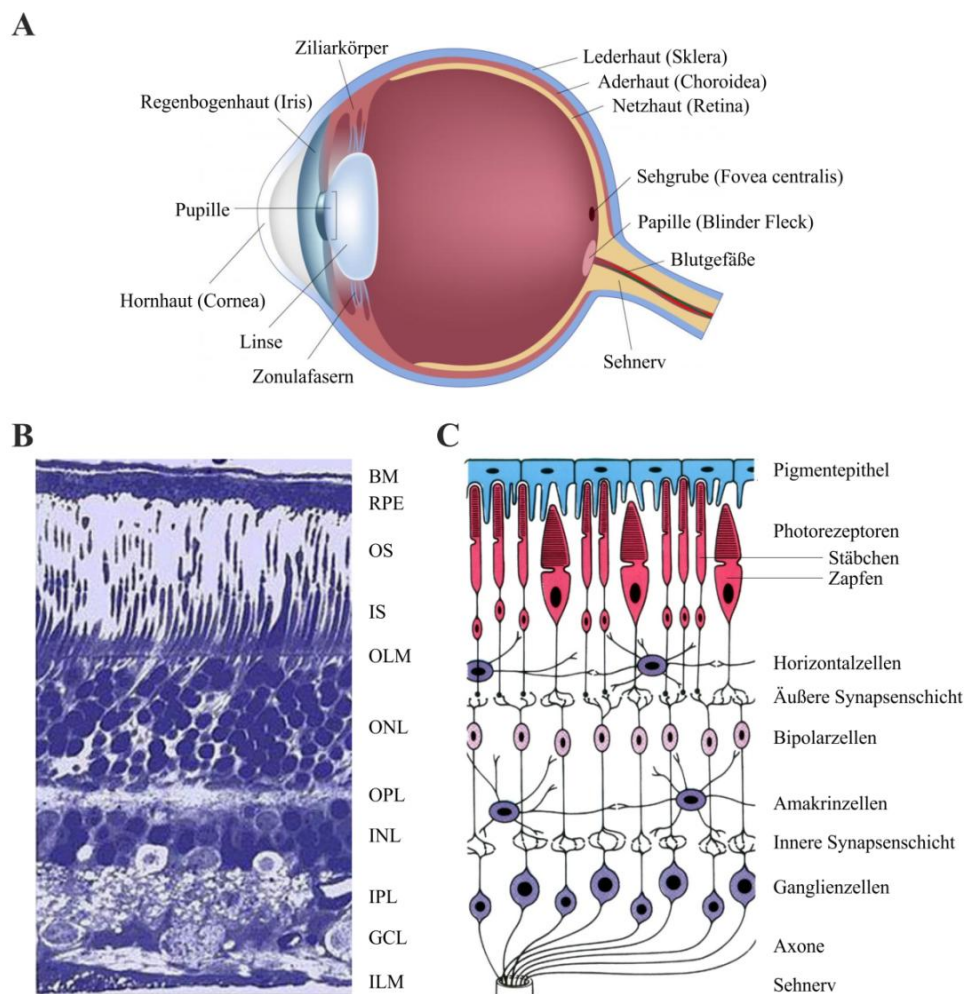 A
Ziliarkörper
Regenbogenhaut (Iris)
Pupille
Hornhaut (Cornea)
Linse
Zonulafasern
Lederhaut (Sklera)
Aderhaut (Choroidea)
Netzhaut (Retina)
Sehgrube (Fovea centralis)
Papille (Blinder Fleck)
Blutgefäße
Sehnerv
B
BM
RPE
OS
IS
OLM
ONL
OPL
INL
IPL
GCL
ILM
C
Pigmentepithel
Photorezeptoren
Stäbchen
Zapfen
Horizontalzellen
Äußere Synapsenschicht
Bipolarzellen
Amakrinzellen
Innere Synapsenschicht
Ganglienzellen
Axone
Sehnerv